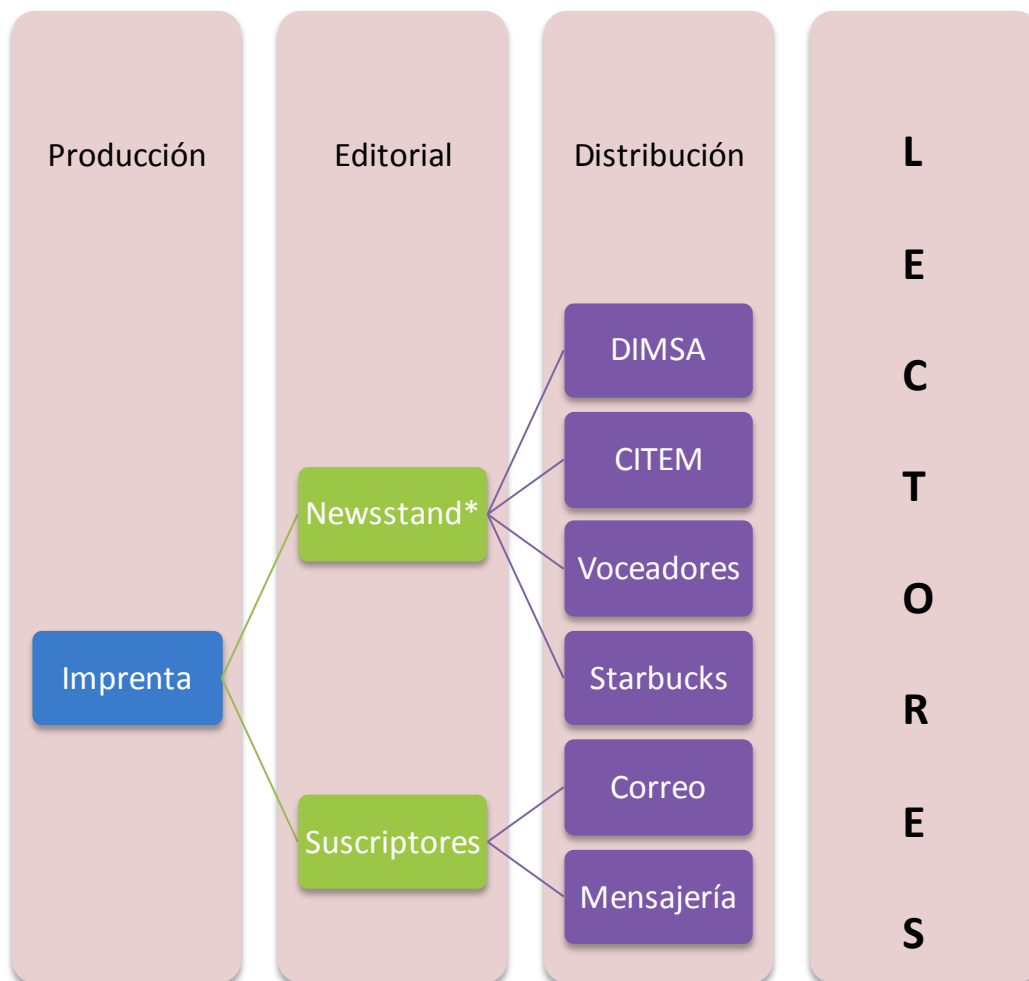 Producción
Editorial
Distribución
L
E
C
T
O
R
E
S
Imprenta
Newsstand*
Suscriptores
DIMSA
CITEM
Voceadores
Starbucks
Correo
Mensajería